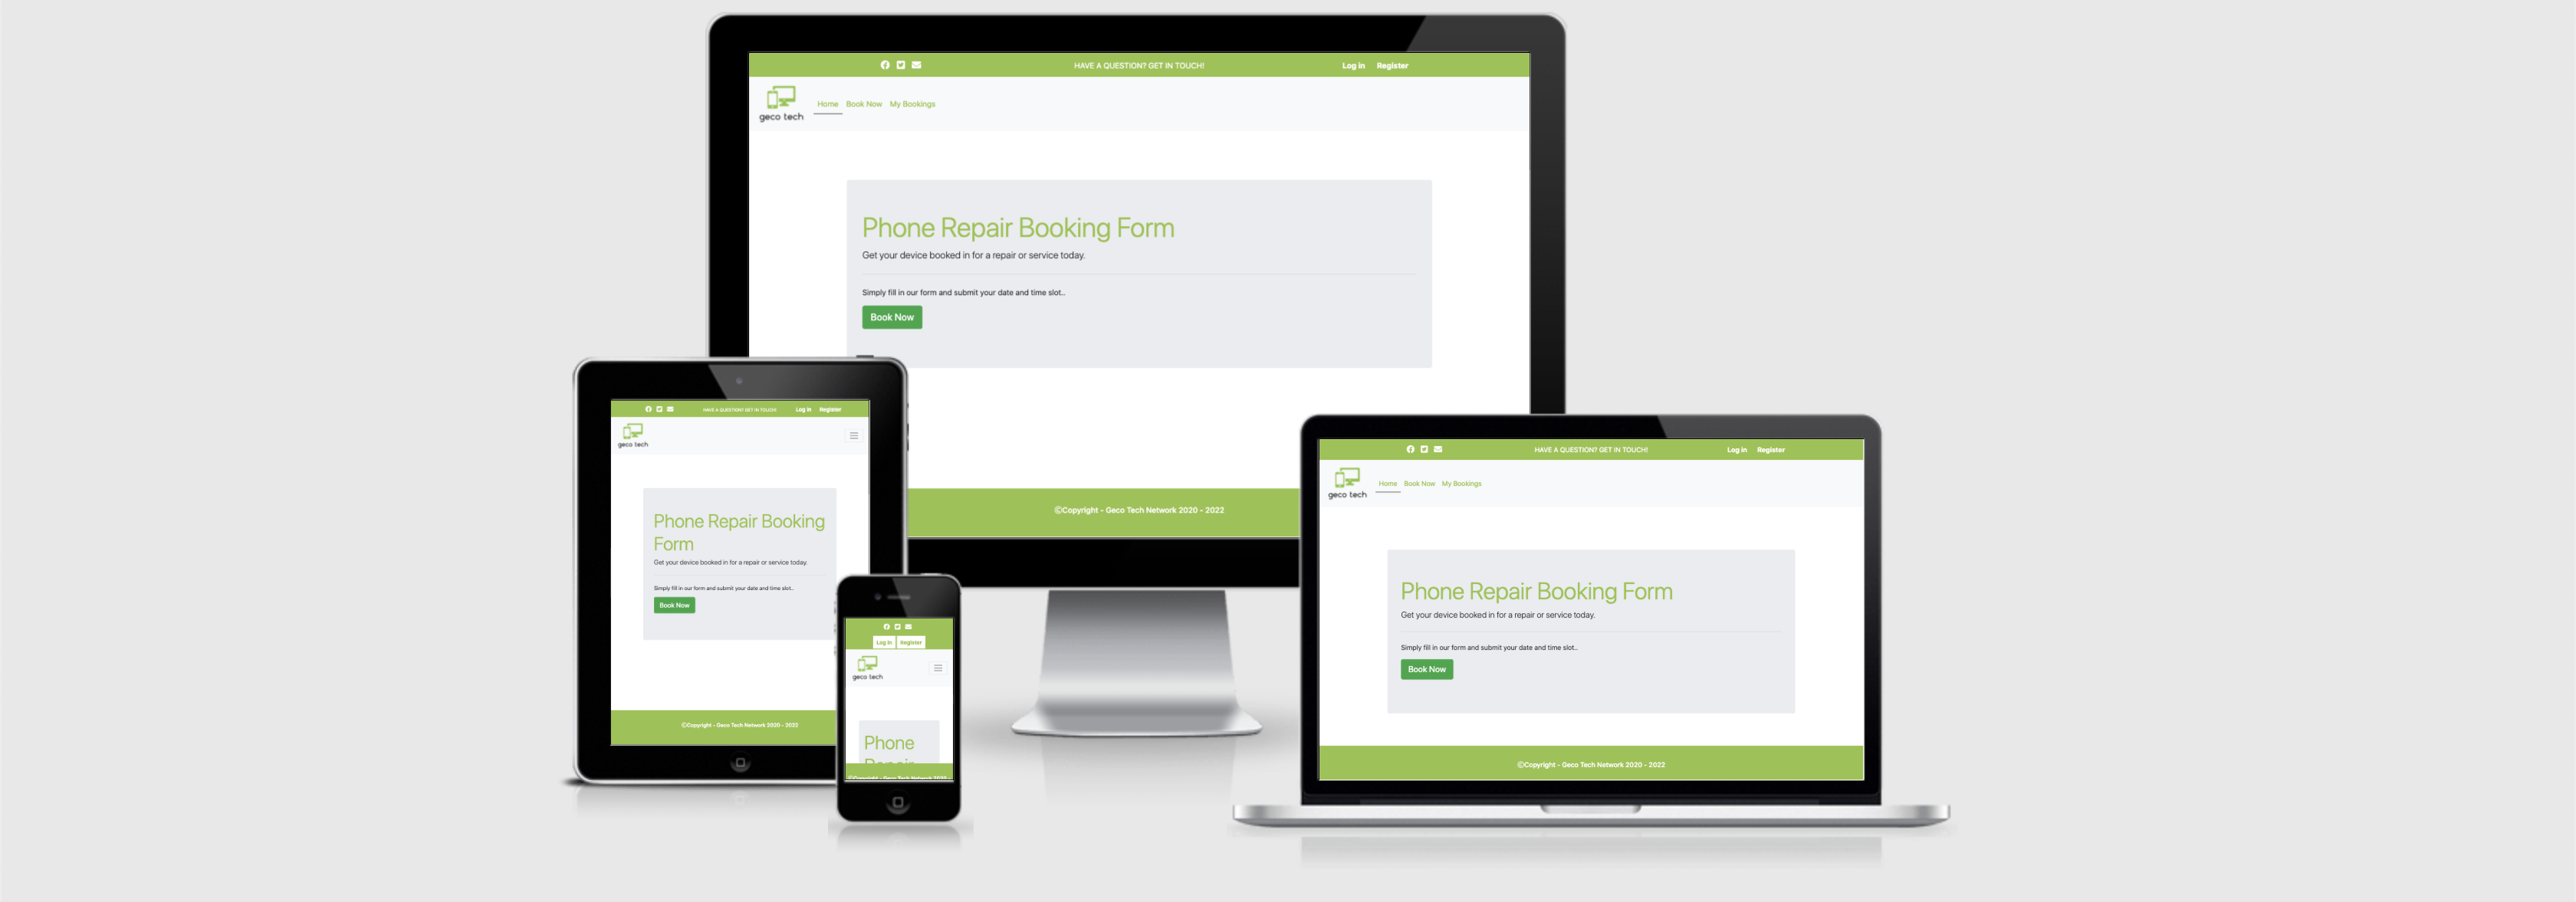 HAVE A QUESTION? GET IN TOUCH!
Log in Register
geco tech
Home Book Now My Bookings
Phone Repair Booking Form
Get your device booked in for a repair or service today.
Simply fill in our form and submit your date and time slot..
Book Now
©Copyright - Geco Tech Network 2020 - 2022
HAVE A QUESTION? GET IN TOUCH!
Log in Register
geco tech
Phone Repair Booking
Form
Get your device booked in for a repair or service today.
Simply fill in our form and submit your date and time slot..
Book Now
©Copyright - Geco Tech Network 2020 - 2022
Log in Register
geco tech
Phone
Repair
©Copyright - Geco Tech Network 2020 -
HAVE A QUESTION? GET IN TOUCH!
Log in Register
geco tech
Home Book Now My Bookings
Phone Repair Booking Form
Get your device booked in for a repair or service today.
Simply fill in our form and submit your date and time slot..
Book Now
©Copyright - Geco Tech Network 2020 - 2022